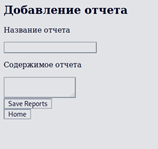 Добавление отчета
Название отчета
Содержимое отчета
Save Reports
Home